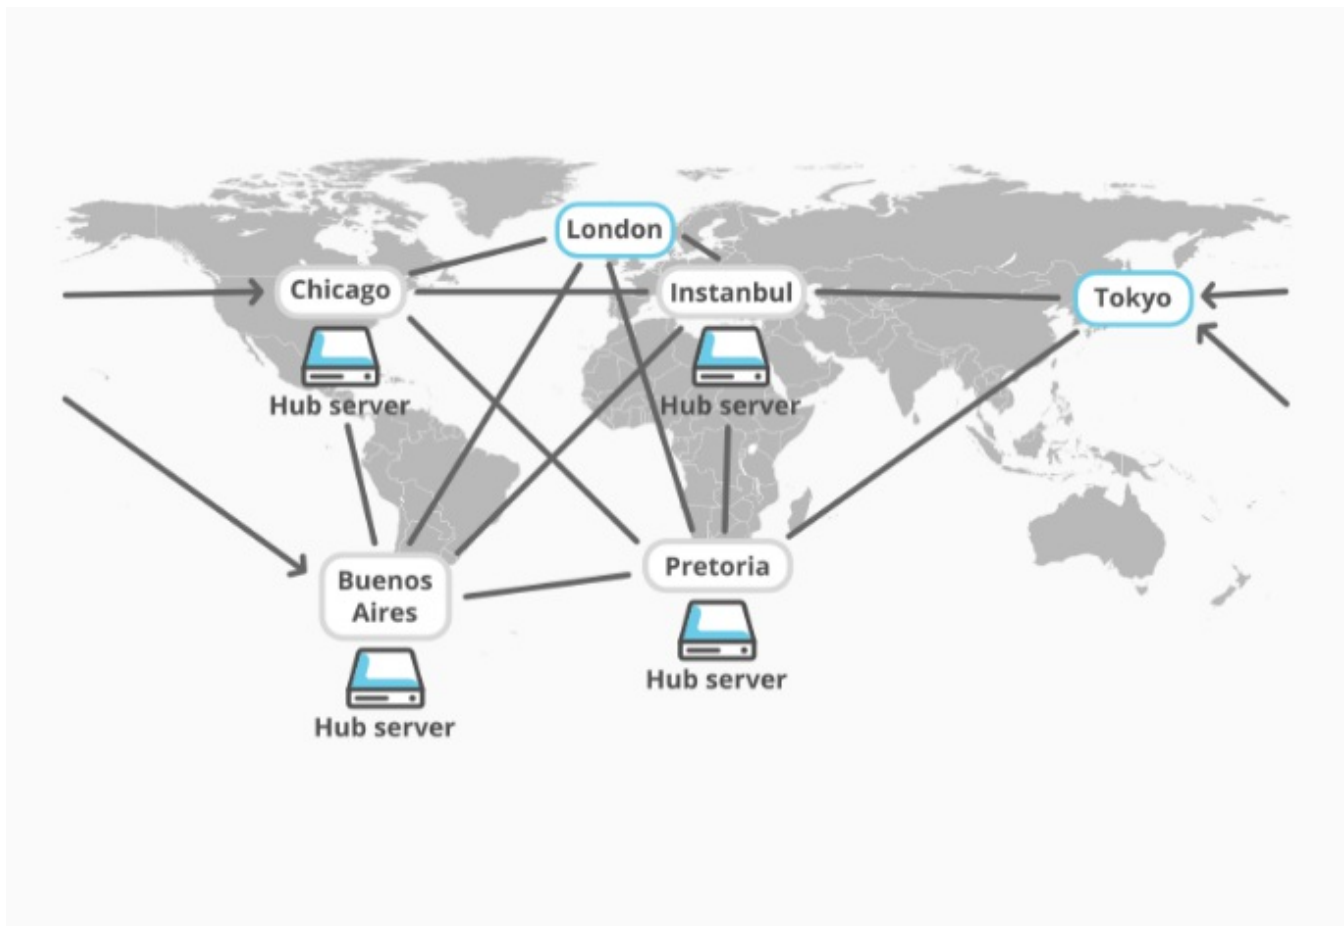 London
Chicago
Instanbul
Tokyo
Hub server
Hub server
Pretoria
Buenos
Aires
Hub server
Hub server